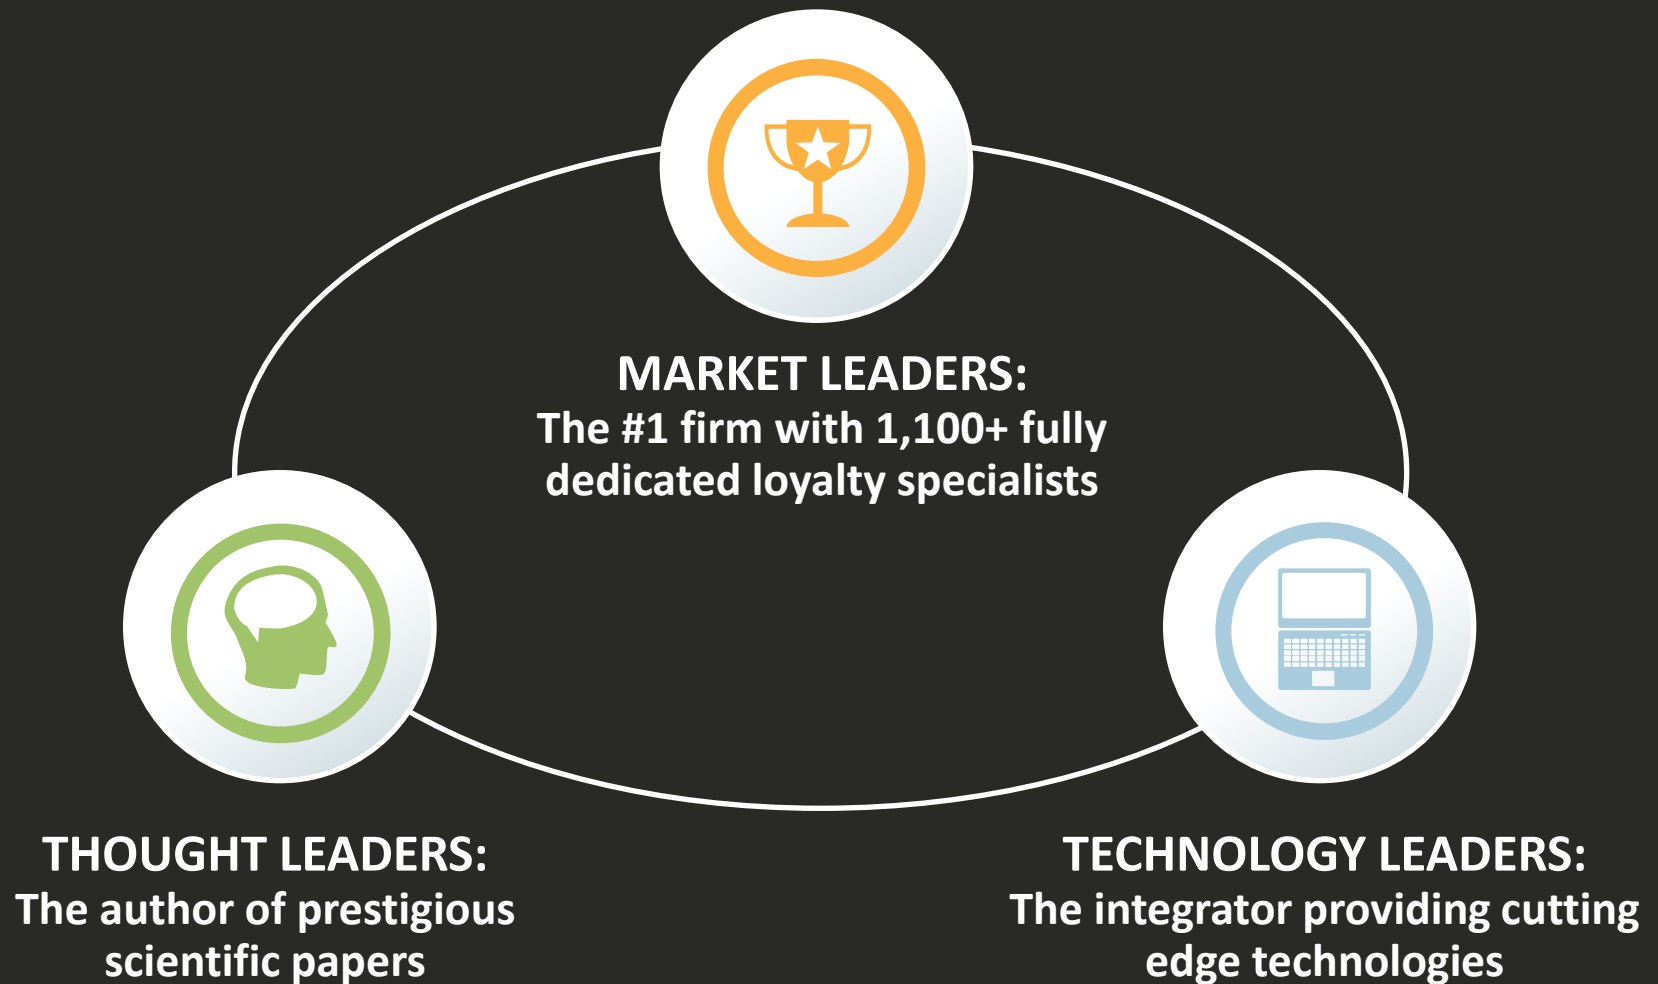 MARKET LEADERS:
The #1 firm with 1,100+ fully
dedicated loyalty specialists
THOUGHT LEADERS:
The author of prestigious
scientific papers
TECHNOLOGY LEADERS:
The integrator providing cutting
edge technologies